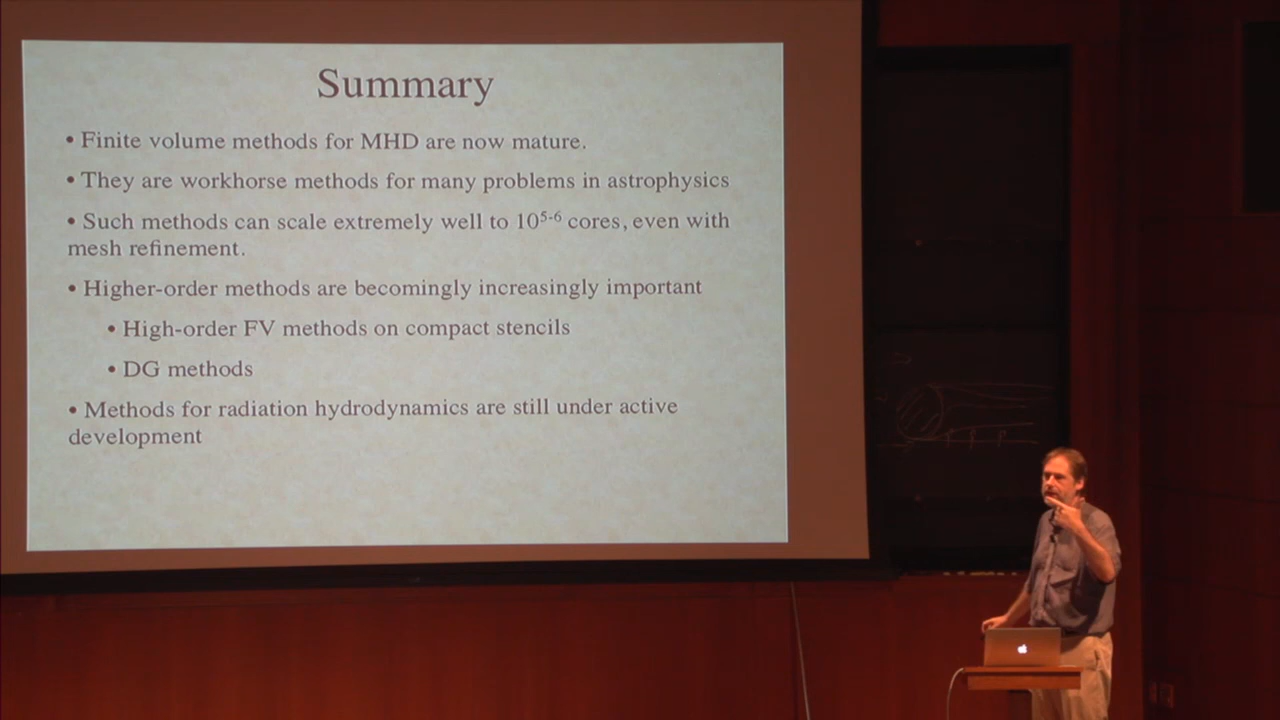 Summary
• Finite volume methods for MHD are now mature.
• They are workhorse methods for many problems in astrophysics
• Such methods can scale extremely well to 10⁵⁻⁶ cores, even with
mesh refinement.
• Higher-order methods are becomingly increasingly important
• High-order FV methods on compact stencils
• DG methods
• Methods for radiation hydrodynamics are still under active
development